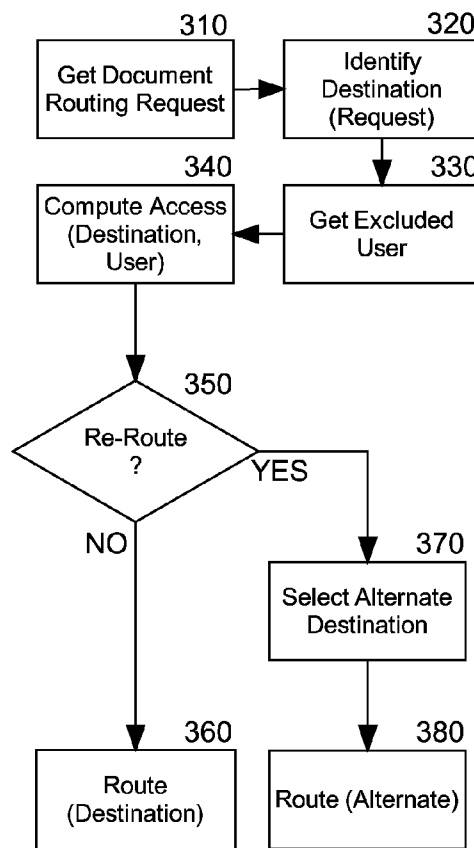 310
Get Document
Routing Request
320
Identify
Destination
(Request)
330
Get Excluded
User
340
Compute Access
(Destination,
User)
350
Re-Route
?
YES
NO
370
Select Alternate
Destination
360
Route
(Destination)
380
Route (Alternate)